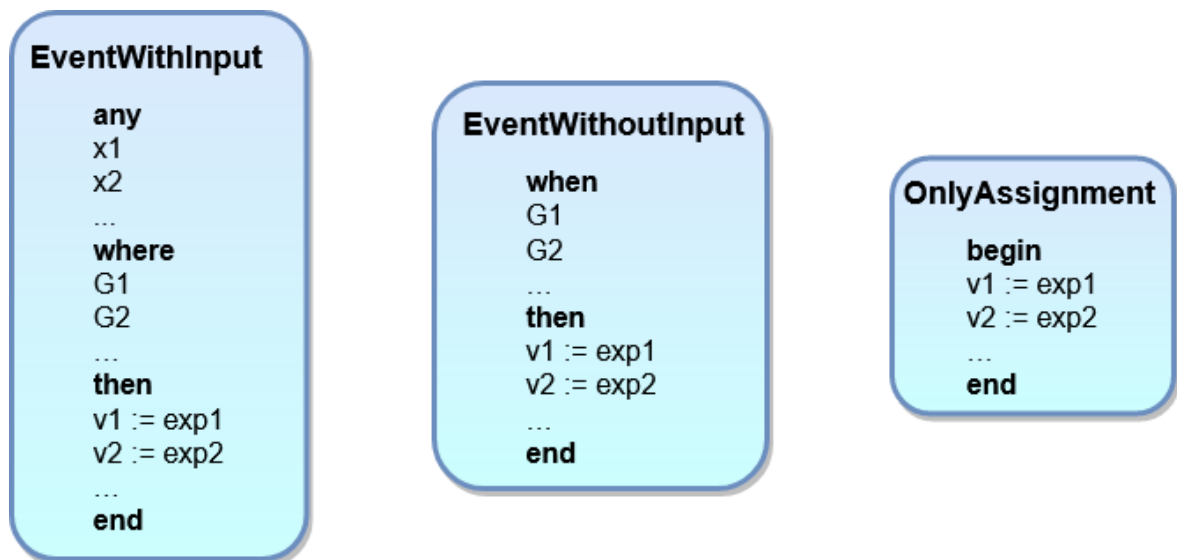 EventWithInput
any
x1
x2
...
where
G1
G2
...
then
v1 := exp1
v2 := exp2
...
end
EventWithoutInput
when
G1
G2
...
then
v1 := exp1
v2 := exp2
...
end
OnlyAssignment
begin
v1 := exp1
v2 := exp2
...
end